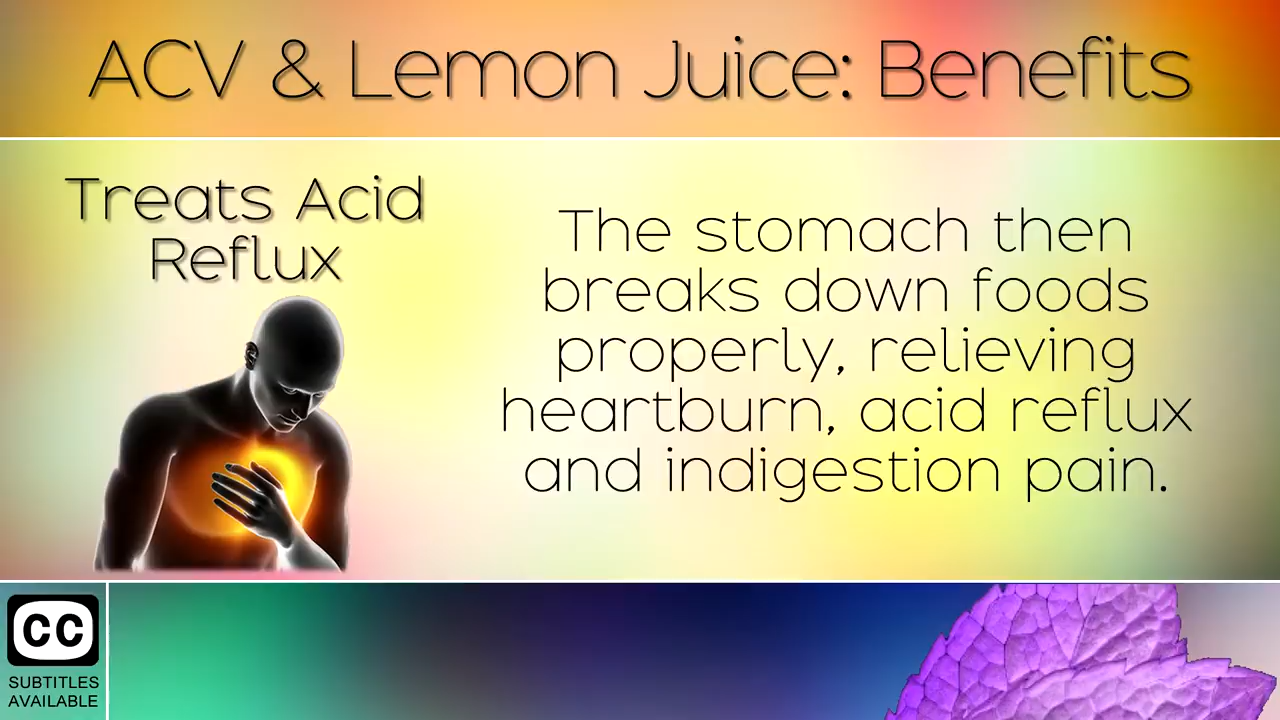 ACV & Lemon Juice: Benefits
Treats Acid
Reflux
The stomach then
breaks down foods
properly, relieving
heartburn, acid reflux
and indigestion pain.
CC
SUBTITLES
AVAILABLE